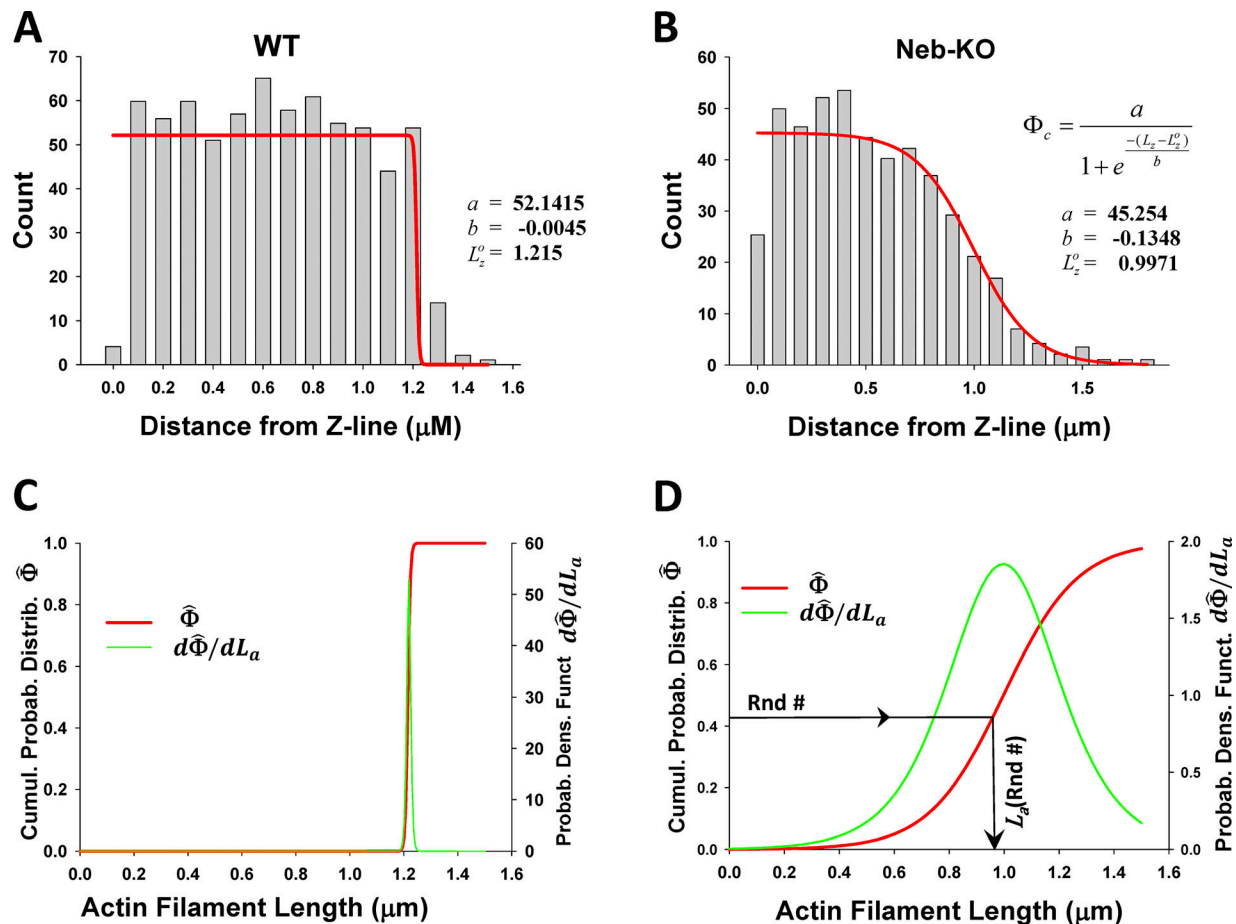 A
WT
70
60
50
40
30
20
10
0
Count
a = 52.1415
b = -0.0045
L_z^o = 1.215
0.0 0.2 0.4 0.6 0.8 1.0 1.2 1.4 1.6
Distance from Z-line (μM)
B
Neb-KO
60
50
40
30
20
10
0
Count
Φ_c = a / (1 + e^(-(L_z-L_z^o)/b))
a = 45.254
b = -0.1348
L_z^o = 0.9971
0.0 0.5 1.0 1.5
Distance from Z-line (μm)
C
1.0
0.8
0.6
0.4
0.2
0.0
Cumul. Probab. Distrib. Φ̂
Φ̂
dΦ̂/dL_a
60
50
40
30
20
10
0
Probab. Dens. Funct dΦ̂/dL_a
0.0 0.2 0.4 0.6 0.8 1.0 1.2 1.4 1.6
Actin Filament Length (μm)
D
1.0
0.8
0.6
0.4
0.2
0.0
Cumul. Probab. Distrib. Φ̂
Φ̂
dΦ̂/dL_a
Rnd #
L_a(Rnd #)
2.0
1.5
1.0
0.5
0.0
Probab. Dens. Funct. dΦ̂/dL_a
0.0 0.2 0.4 0.6 0.8 1.0 1.2 1.4 1.6
Actin Filament Length (μm)